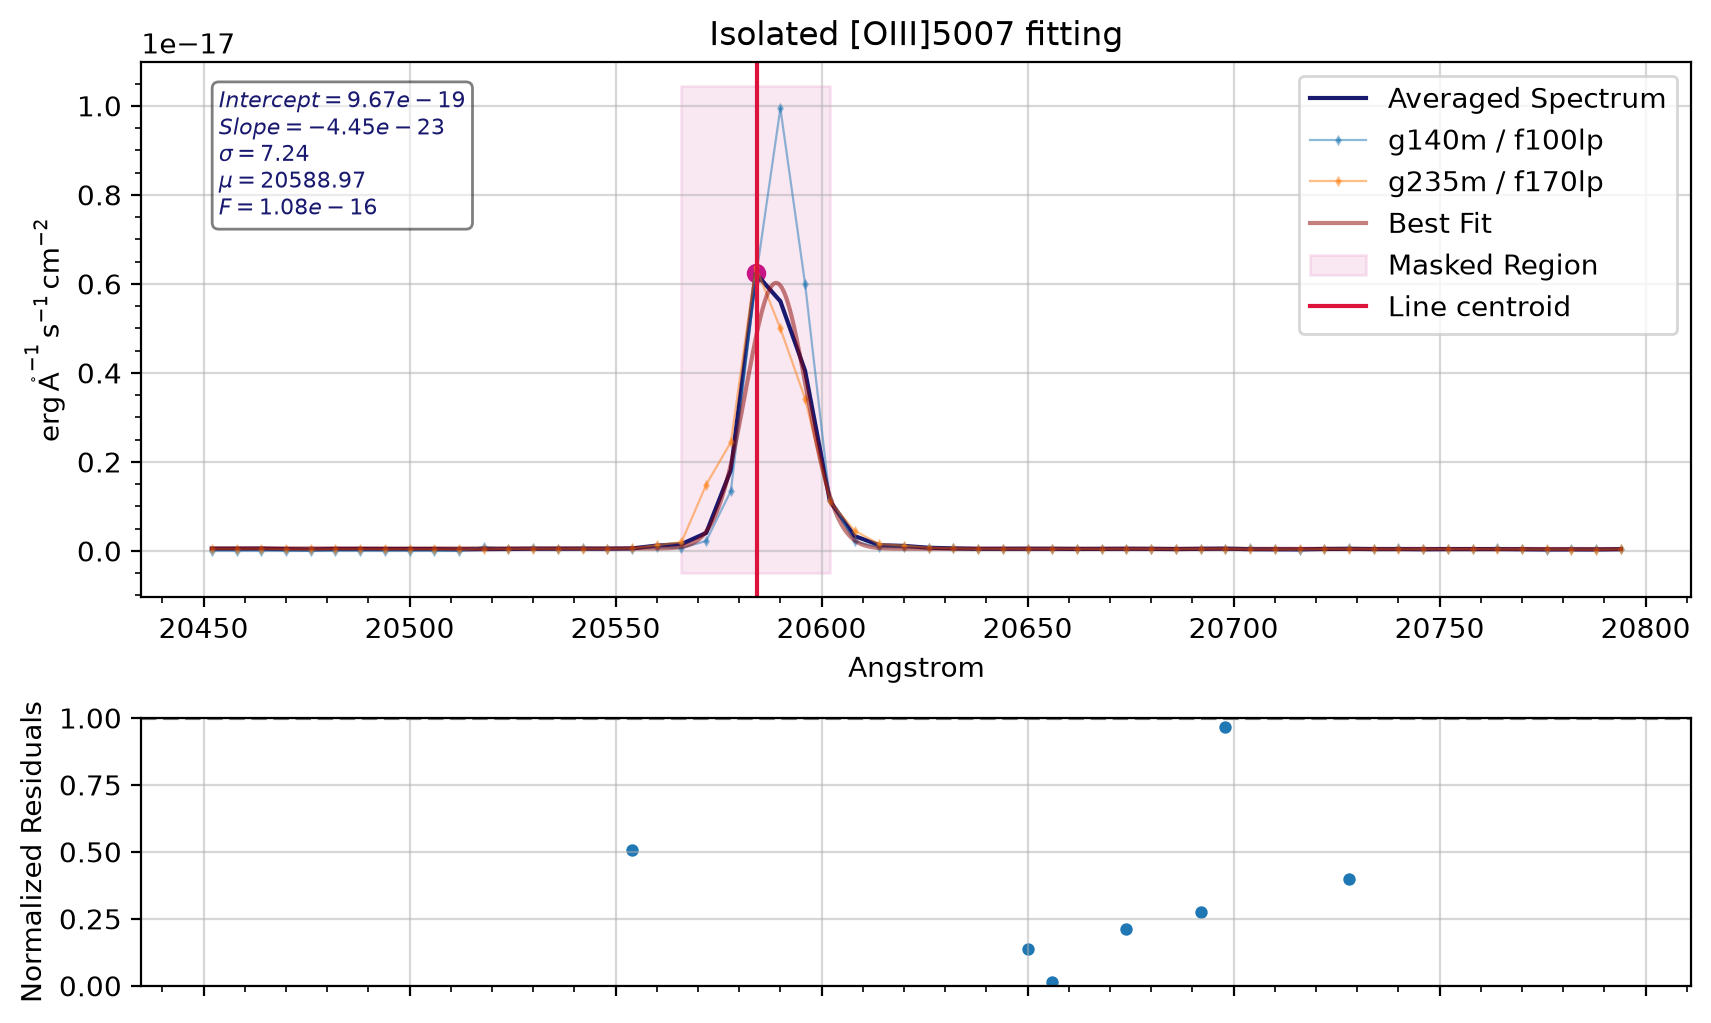 Isolated [OIII]5007 fitting
1e−17
Intercept = 9.67e − 19
Slope = −4.45e − 23
σ = 7.24
μ = 20588.97
F = 1.08e − 16
Averaged Spectrum
g140m / f100lp
g235m / f170lp
Best Fit
Masked Region
Line centroid
erg Å⁻¹ s⁻¹ cm⁻²
1.0
0.8
0.6
0.4
0.2
0.0
20450 20500 20550 20600 20650 20700 20750 20800
Angstrom
Normalized Residuals
1.00
0.75
0.50
0.25
0.00